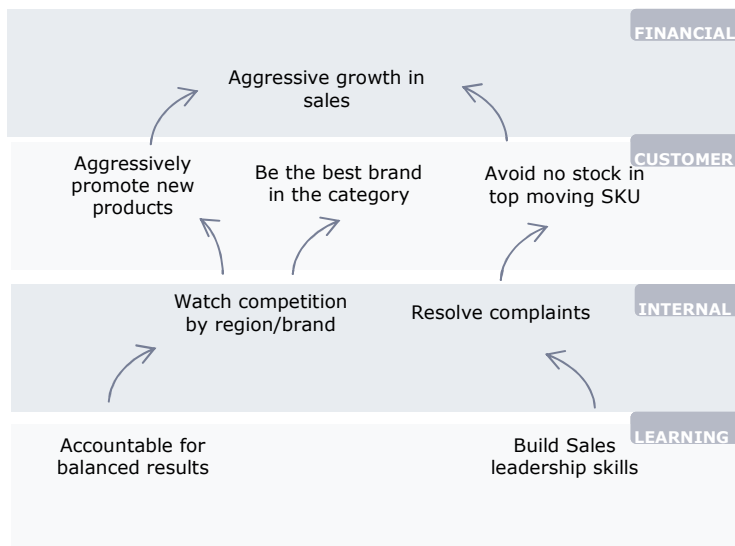 FINANCIAL
Aggressive growth in
sales
CUSTOMER
Aggressively
promote new
products
Be the best brand
in the category
Avoid no stock in
top moving SKU
INTERNAL
Watch competition
by region/brand
Resolve complaints
LEARNING
Accountable for
balanced results
Build Sales
leadership skills